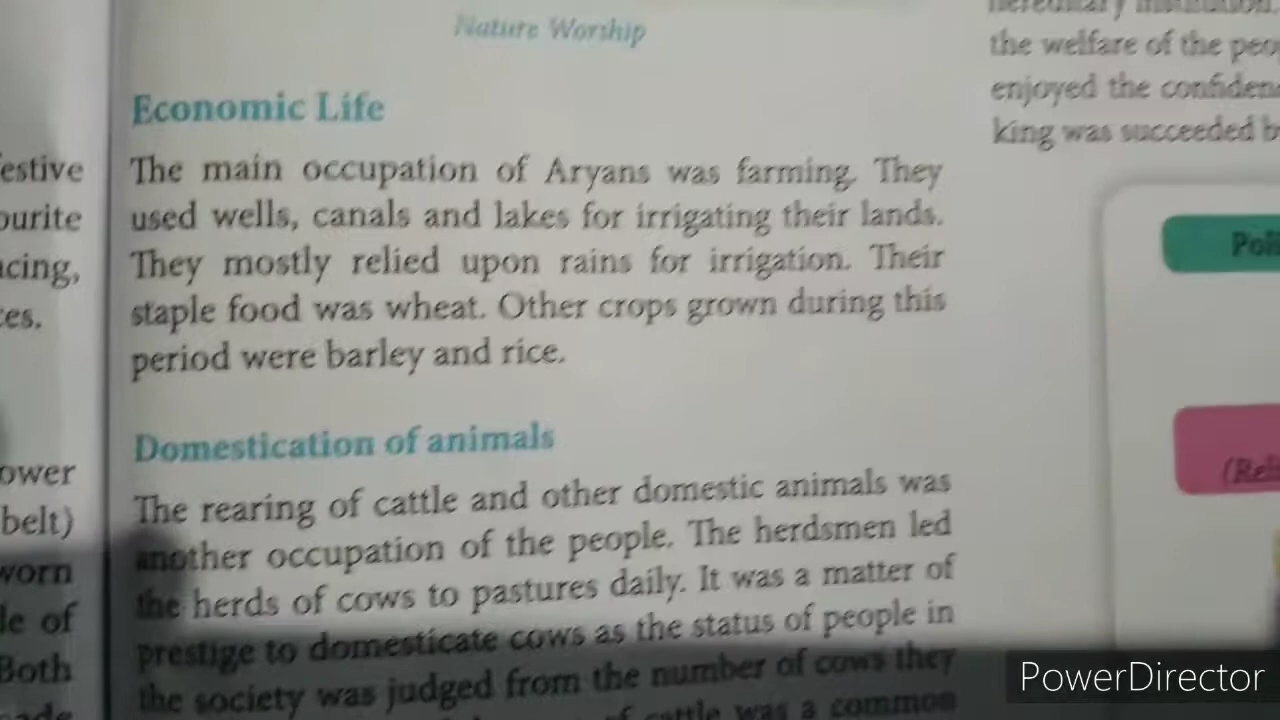 estive
ourite
cing,
es.
ower
belt)
worn
le of
Both
Nature Worship
Economic Life
The main occupation of Aryans was farming. They
used wells, canals and lakes for irrigating their lands.
They mostly relied upon rains for irrigation. Their
staple food was wheat. Other crops grown during this
period were barley and rice.
Domestication of animals
The rearing of cattle and other domestic animals was
another occupation of the people. The herdsmen led
the herds of cows to pastures daily. It was a matter of
prestige to domesticate cows as the status of people in
the society was judged from the number of cows they
of cattle was a common
hereditary institution.
the welfare of the peo
enjoyed the confiden
king was succeeded b
Poli
(Reli
PowerDirector